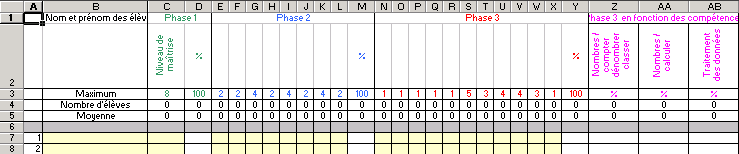 A B C D E F G H I J K L M N O P Q R S T U V W X Y Z AA AB
1 Nom et prénom des élèv Phase 1 Phase 2 Phase 3 Phase 3 en fonction des compétence
2 Niveau de maîtrise % % % Nombres / compter dénombrer classer Nombres / calculer Traitement des données
3 Maximum 8 100 2 2 4 2 4 2 4 2 100 1 1 1 1 1 5 3 4 4 3 1 100 % % %
4 Nombre d'élèves 0 0 0 0 0 0 0 0 0 0 0 0 0 0 0 0 0 0 0 0 0 0 0 0 0 0
5 Moyenne 0 0 0 0 0 0 0 0 0 0 0 0 0 0 0 0 0 0 0 0 0 0 0 0 0 0
6
7 1
8 2